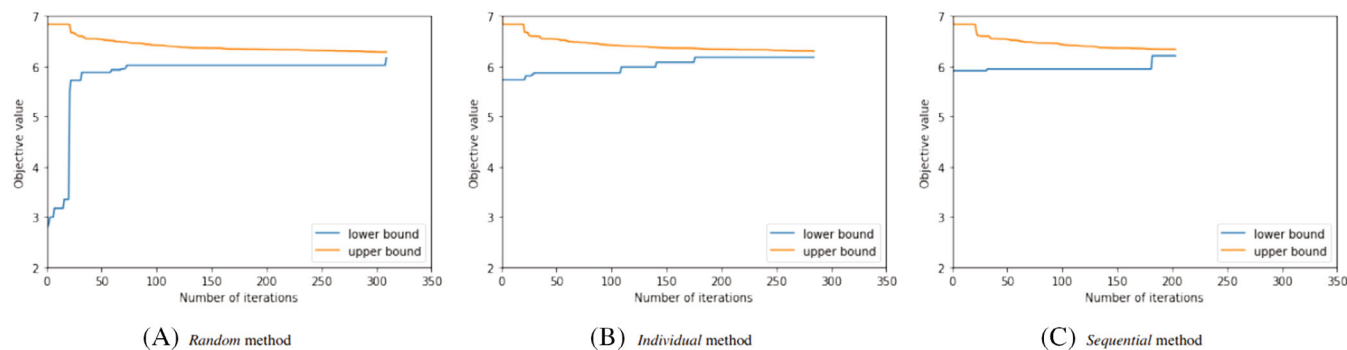 7
6
5
4
3
2
Objective value
lower bound
upper bound
0 50 100 150 200 250 300 350
Number of iterations
(A) Random method
7
6
5
4
3
2
Objective value
lower bound
upper bound
0 50 100 150 200 250 300 350
Number of iterations
(B) Individual method
7
6
5
4
3
2
Objective value
lower bound
upper bound
0 50 100 150 200 250 300 350
Number of iterations
(C) Sequential method